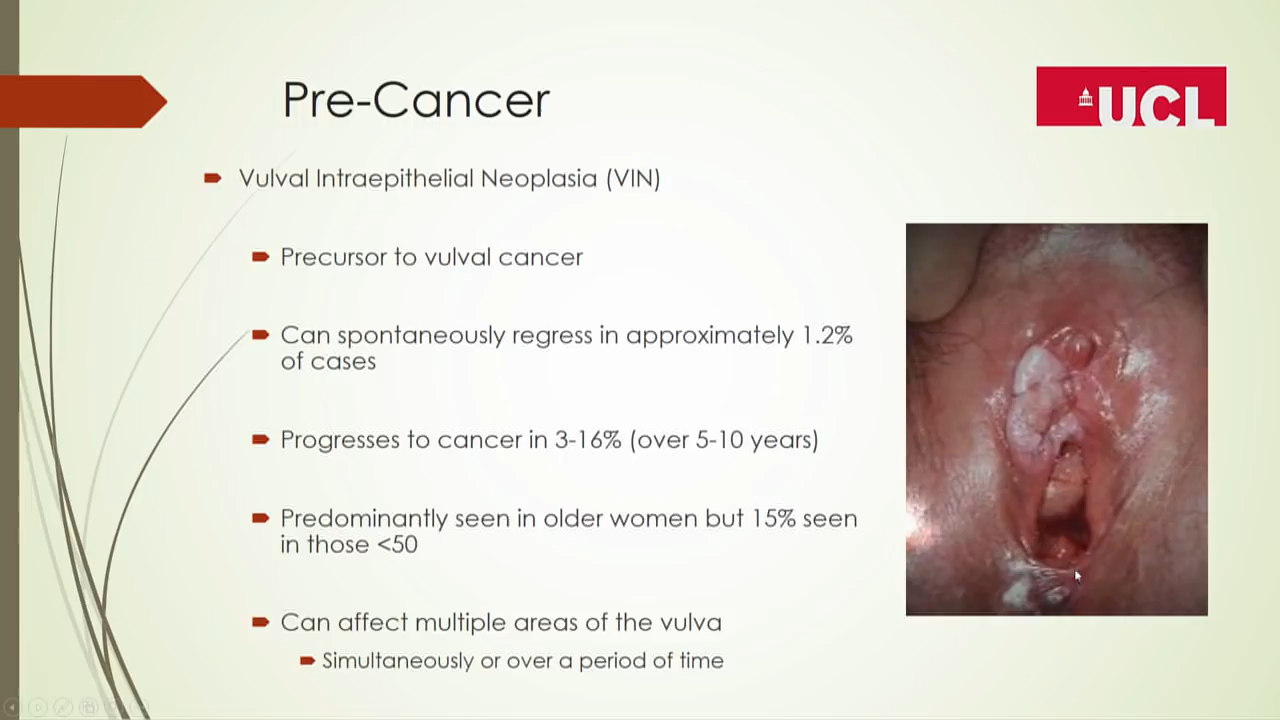 Pre-Cancer
UCL
Vulval Intraepithelial Neoplasia (VIN)
Precursor to vulval cancer
Can spontaneously regress in approximately 1.2%
of cases
Progresses to cancer in 3-16% (over 5-10 years)
Predominantly seen in older women but 15% seen
in those <50
Can affect multiple areas of the vulva
Simultaneously or over a period of time